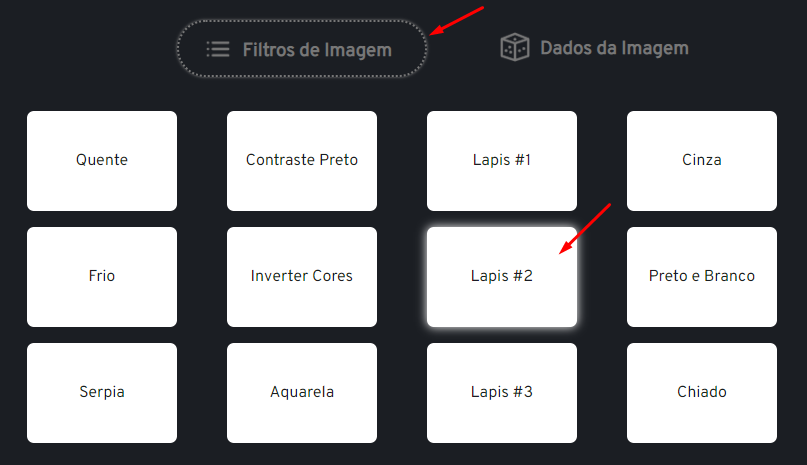 Filtros de Imagem
Dados da Imagem
Quente
Contraste Preto
Lapis #1
Cinza
Frio
Inverter Cores
Lapis #2
Preto e Branco
Serpia
Aquarela
Lapis #3
Chiado